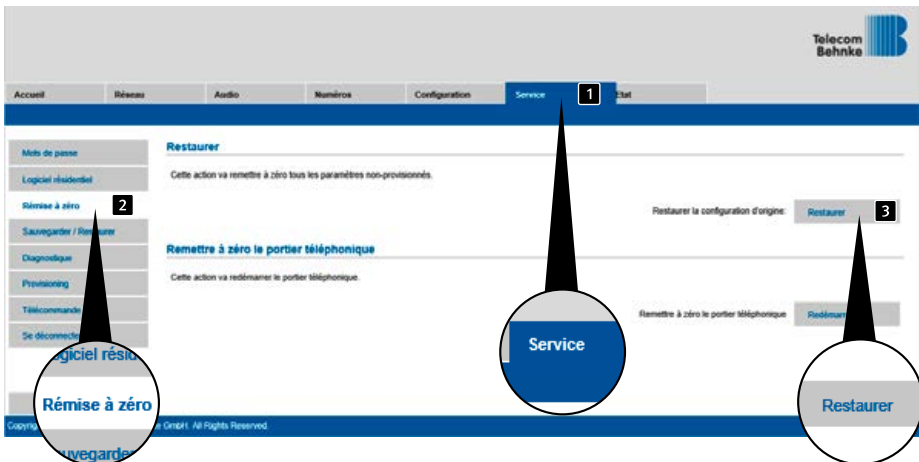 Telecom
Behnke
Accueil Réseau Audio Numéros Configuration Service 1 Etat
Mots de passe
Logiciel résidentiel
Rémise à zéro 2
Sauvegarder / Restaurer
Diagnostique
Provisioning
Télécommande
Se déconnecter
Restaurer
Cette action va remettre à zéro tous les paramètres non-provisionnés.
Restaurer la configuration d'origine: Restaurer 3
Remettre à zéro le portier téléphonique
Cette action va redémarrer le portier téléphonique.
Remettre à zéro le portier téléphonique
Service
Rémise à zéro
Restaurer
GmbH. All Rights Reserved.